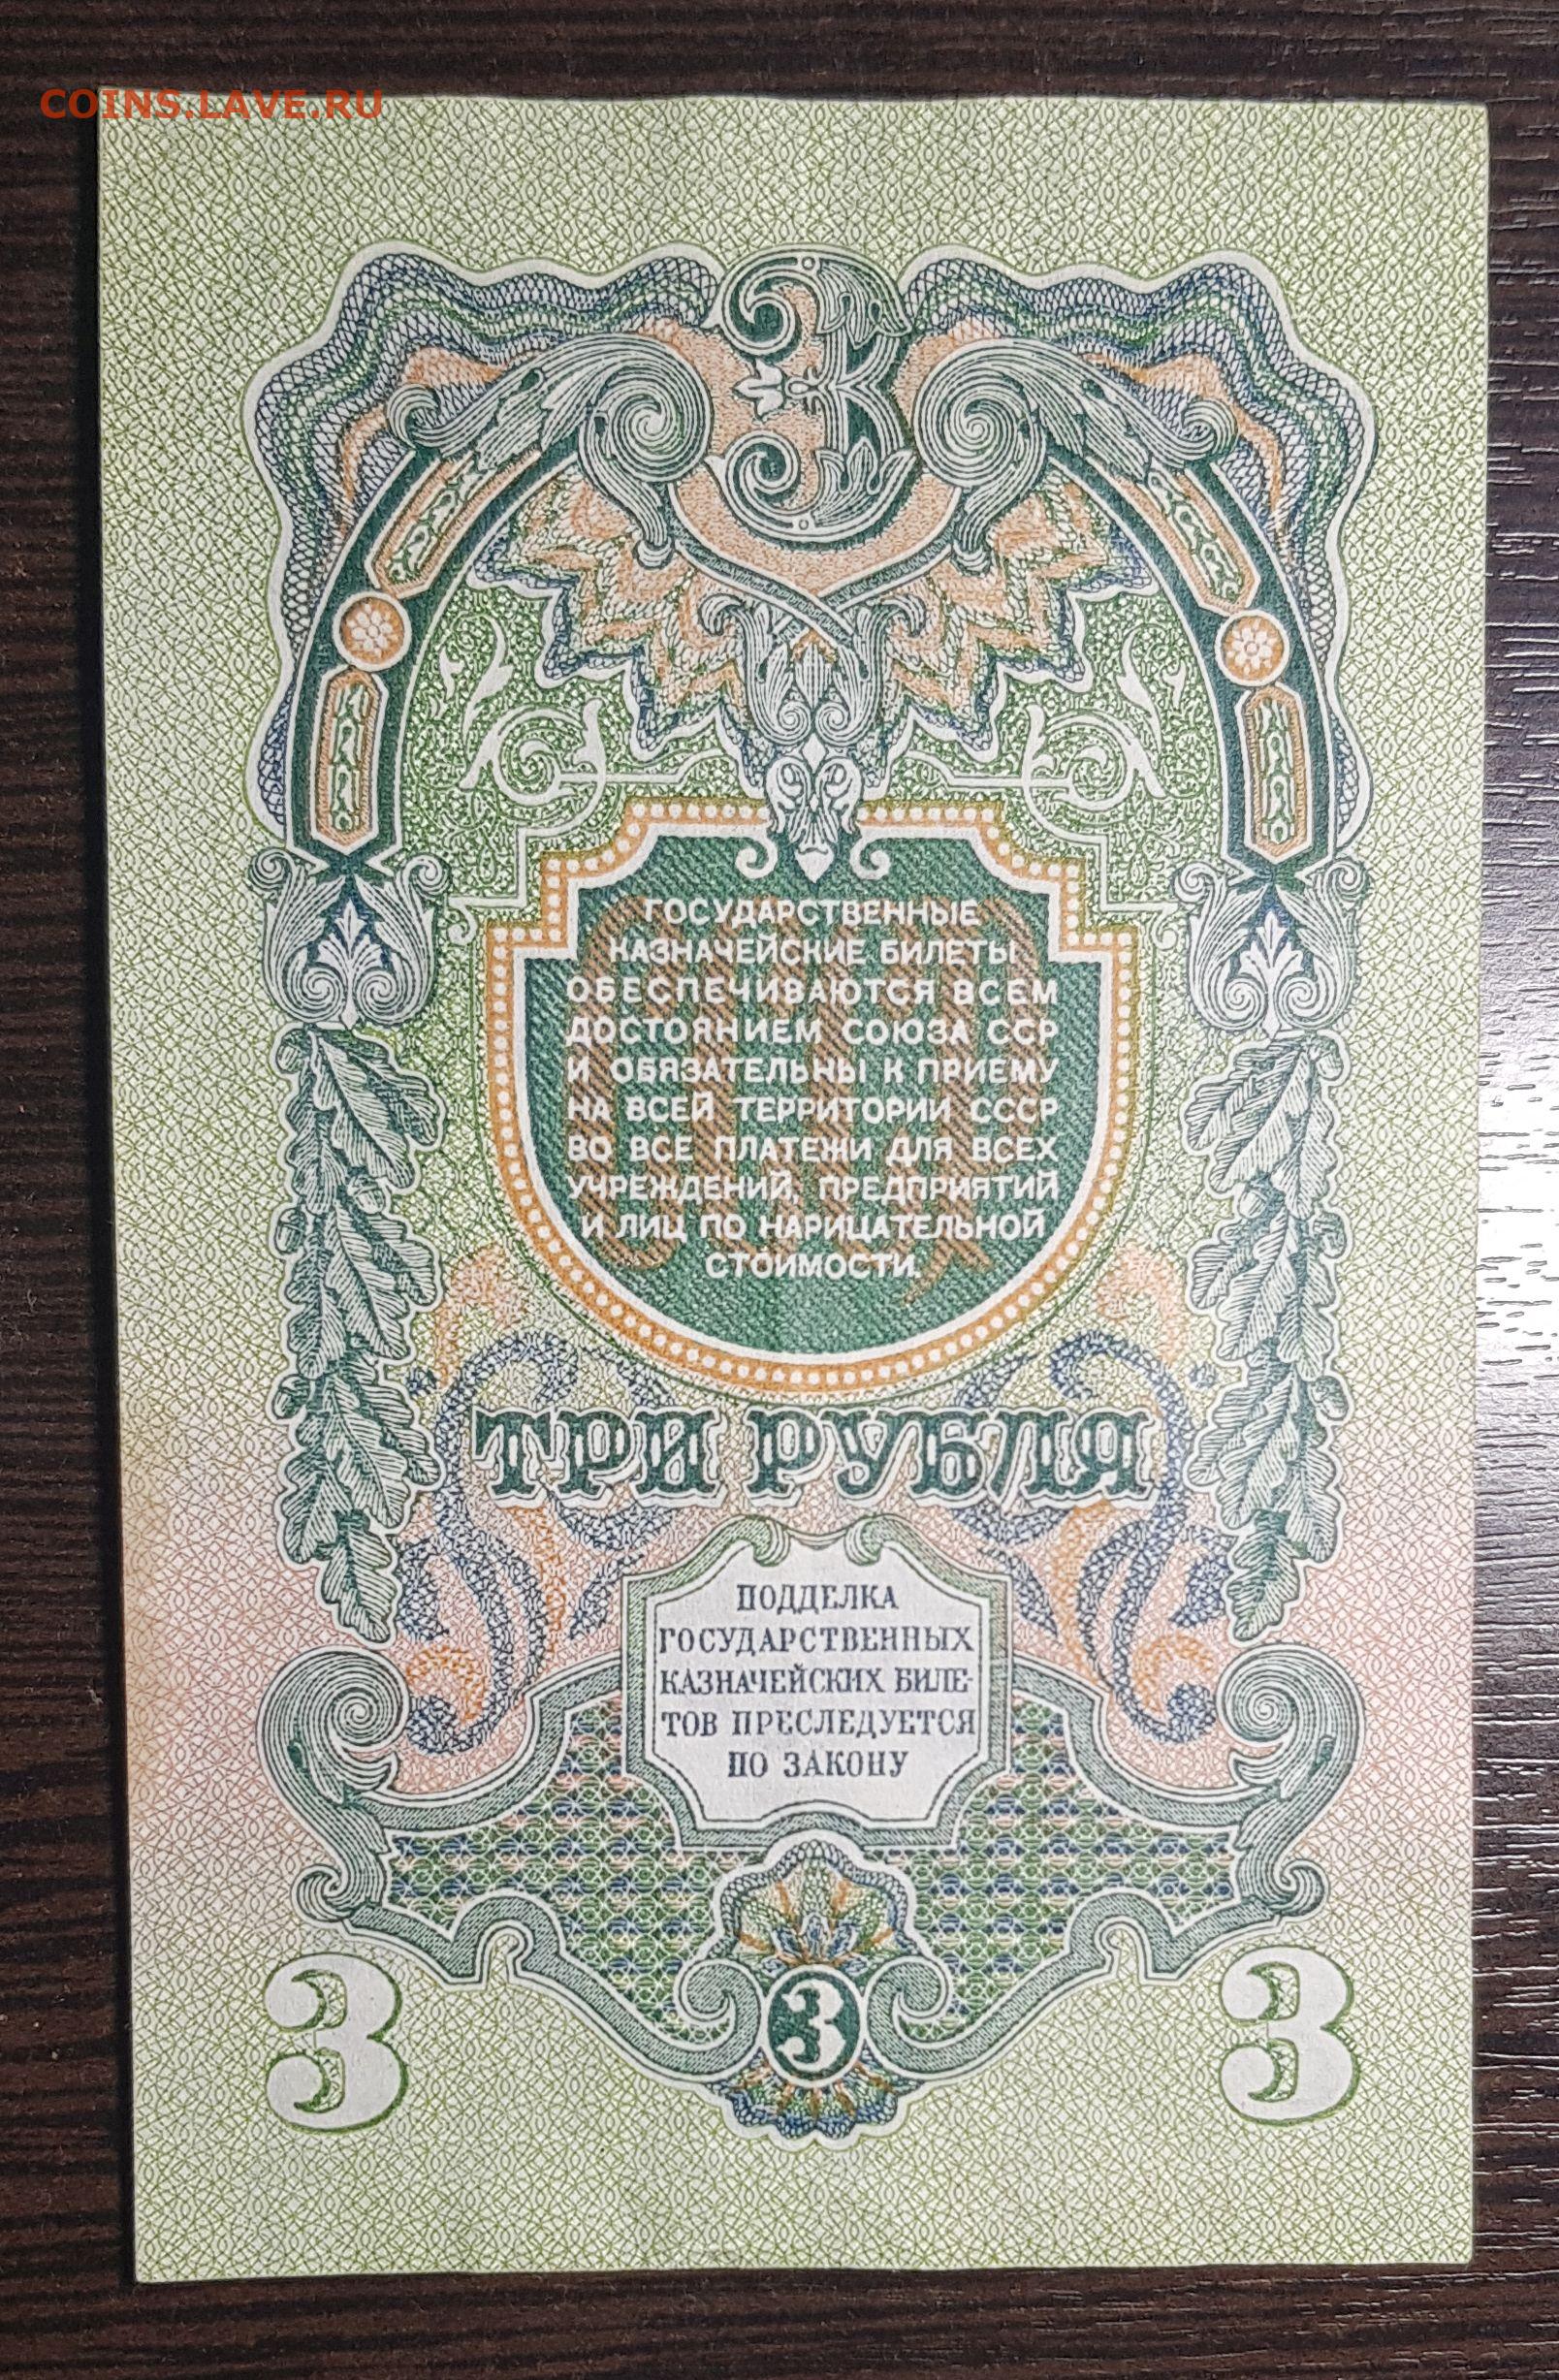 COINS.LAVE.RU
3
ГОСУДАРСТВЕННЫЕ
КАЗНАЧЕЙСКИЕ БИЛЕТЫ
ОБЕСПЕЧИВАЮТСЯ ВСЕМ
ДОСТОЯНИЕМ СОЮЗА ССР
И ОБЯЗАТЕЛЬНЫ К ПРИЕМУ
НА ВСЕЙ ТЕРРИТОРИИ СССР
ВО ВСЕ ПЛАТЕЖИ ДЛЯ ВСЕХ
УЧРЕЖДЕНИЙ, ПРЕДПРИЯТИЙ
И ЛИЦ ПО НАРИЦАТЕЛЬНОЙ
СТОИМОСТИ.
ТРИ РУБЛЯ
ПОДДЕЛКА
ГОСУДАРСТВЕННЫХ
КАЗНАЧЕЙСКИХ БИЛЕ-
ТОВ ПРЕСЛЕДУЕТСЯ
ПО ЗАКОНУ
3 3 3